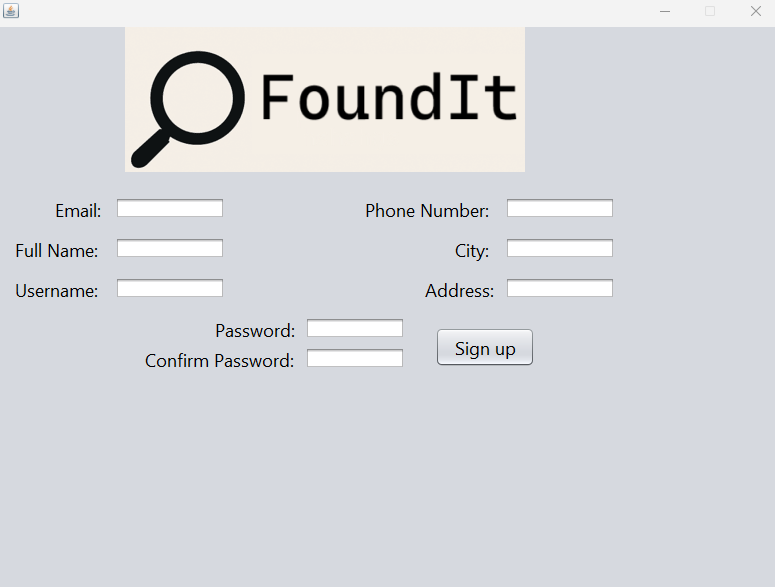 FoundIt
Email: Phone Number:
Full Name: City:
Username: Address:
Password:
Sign up
Confirm Password: